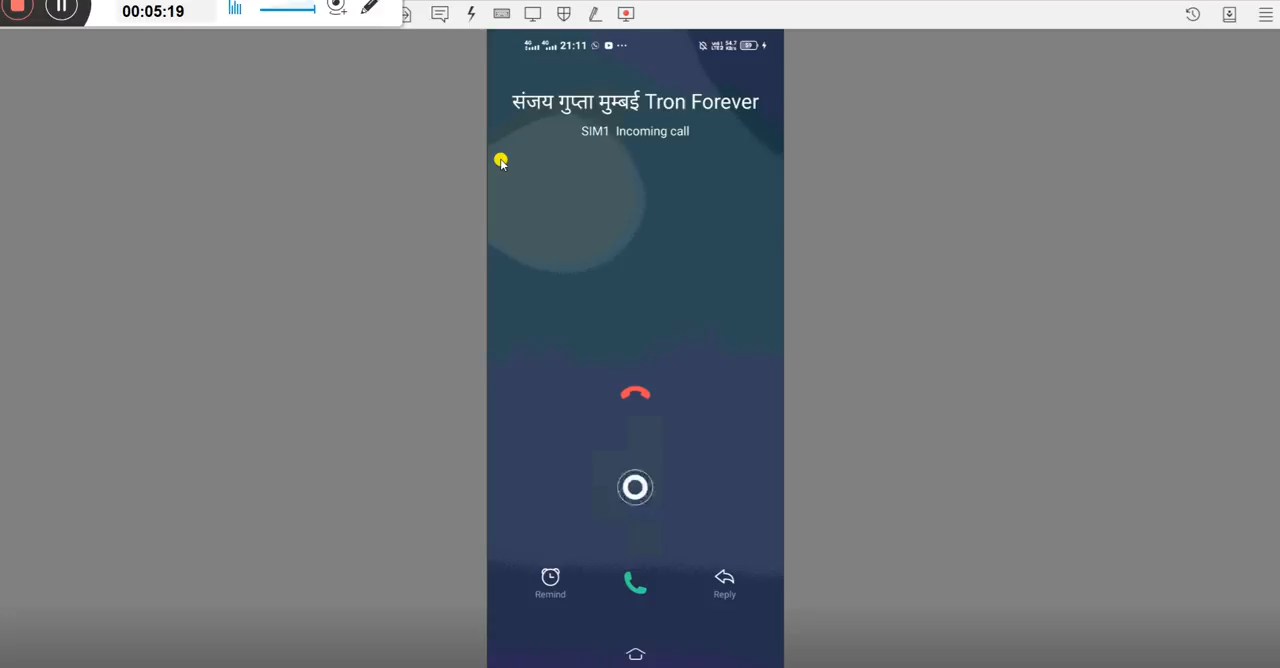 00:05:19
21:11
संजय गुप्ता मुम्बई Tron Forever
SIM1 Incoming call
Remind
Reply